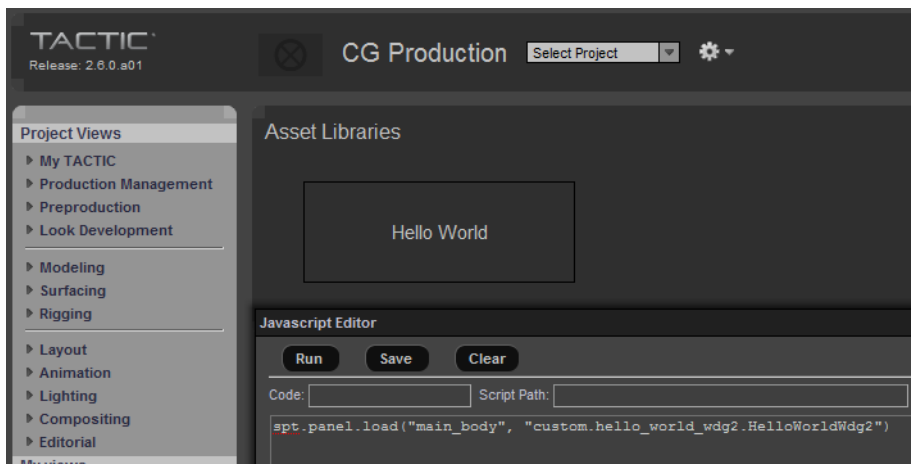 TACTIC
Release: 2.6.0.a01
CG Production
Select Project
Project Views
My TACTIC
Production Management
Preproduction
Look Development
Modeling
Surfacing
Rigging
Layout
Animation
Lighting
Compositing
Editorial
My views
Asset Libraries
Hello World
Javascript Editor
Run Save Clear
Code: Script Path:
spt.panel.load("main_body", "custom.hello_world_wdg2.HelloWorldWdg2")